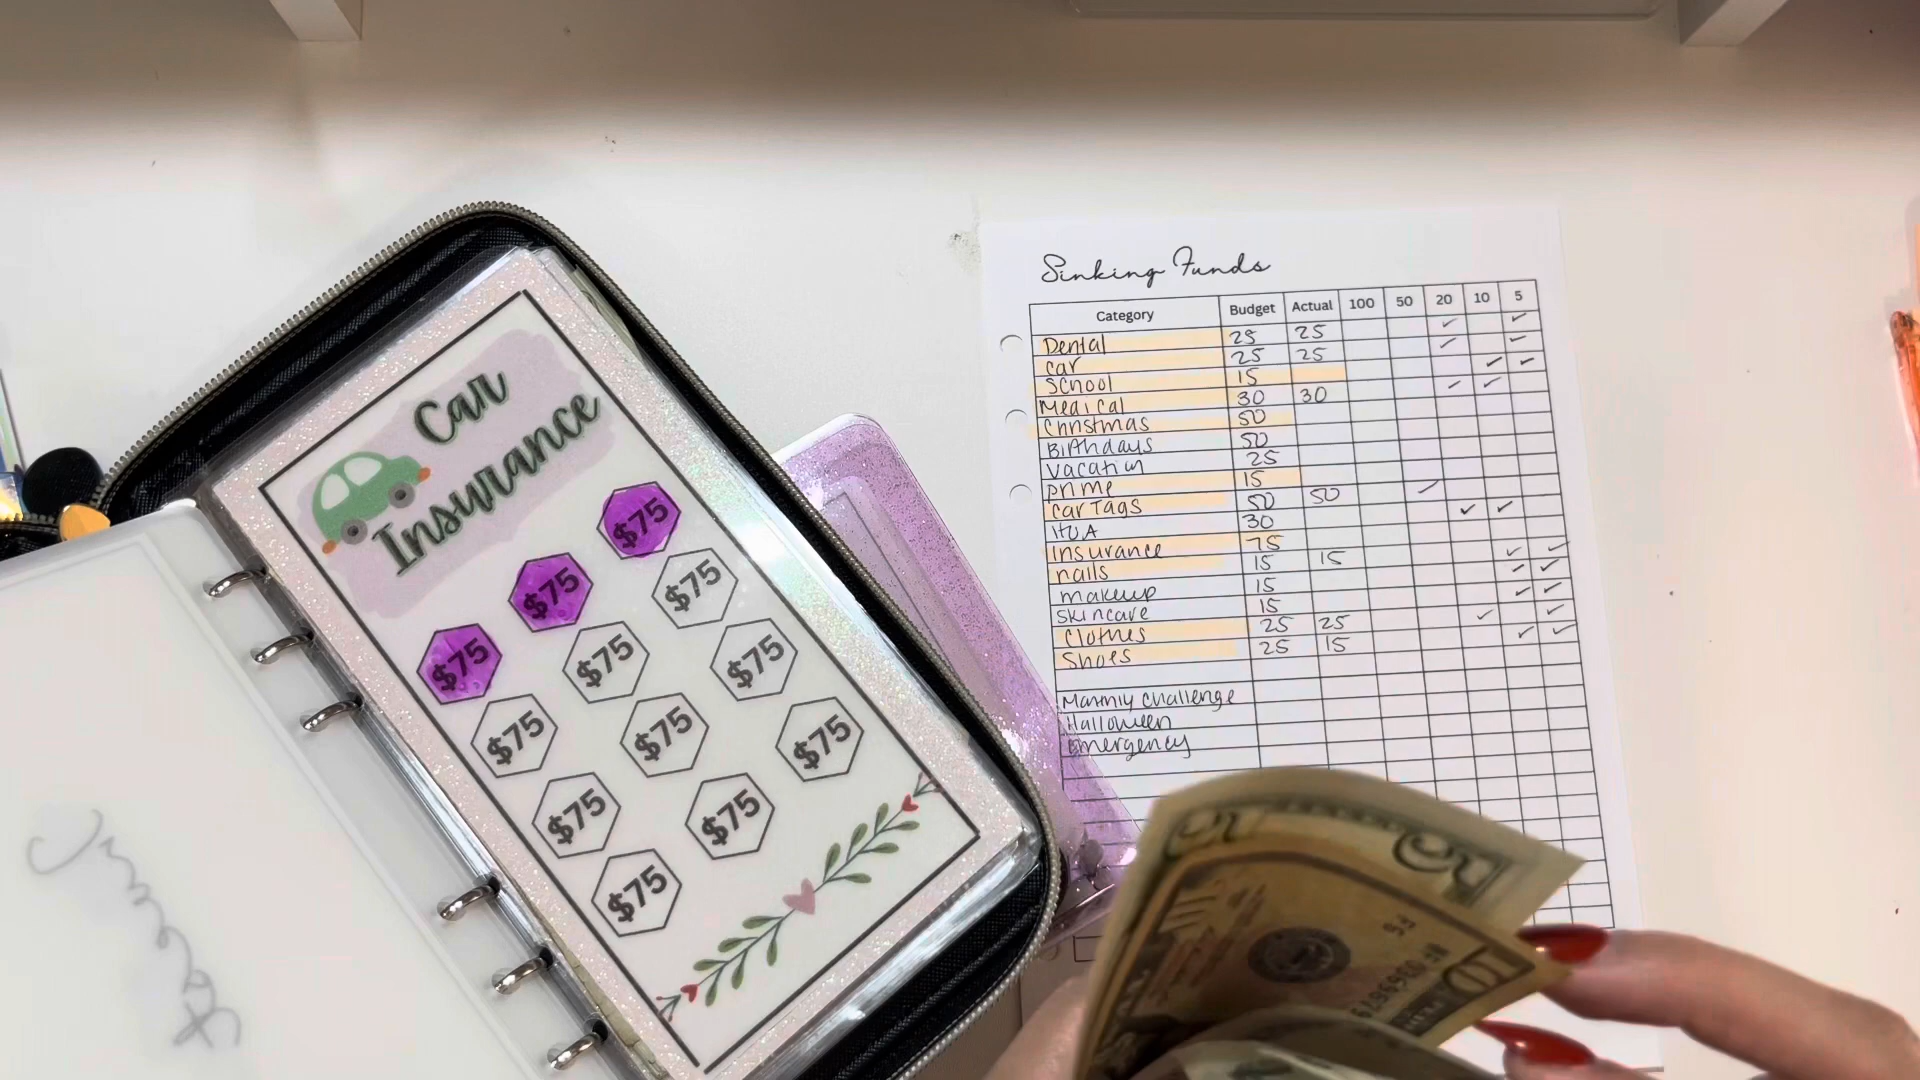 Car
Insurance
$75
$75
$75
$75
$75
$75
$75
$75
$75
$75
$75
$75
Sinking Funds
Category Budget Actual 100 50 20 10 5
Dental 25 25 ✓ ✓
car 25 25 ✓ ✓
School 15 ✓ ✓
Medical 30 30 ✓ ✓
Christmas 50
Birthdays 50
Vacation 25
prime 15
car Tags 50 50 ✓
HOA 30 ✓ ✓
Insurance 75
nails 15 15 ✓ ✓
makeup 15 ✓ ✓
skincare 15 ✓ ✓
Clothes 25 25 ✓ ✓
Shoes 25 15 ✓ ✓
Halloween
Emergency
5
5
10